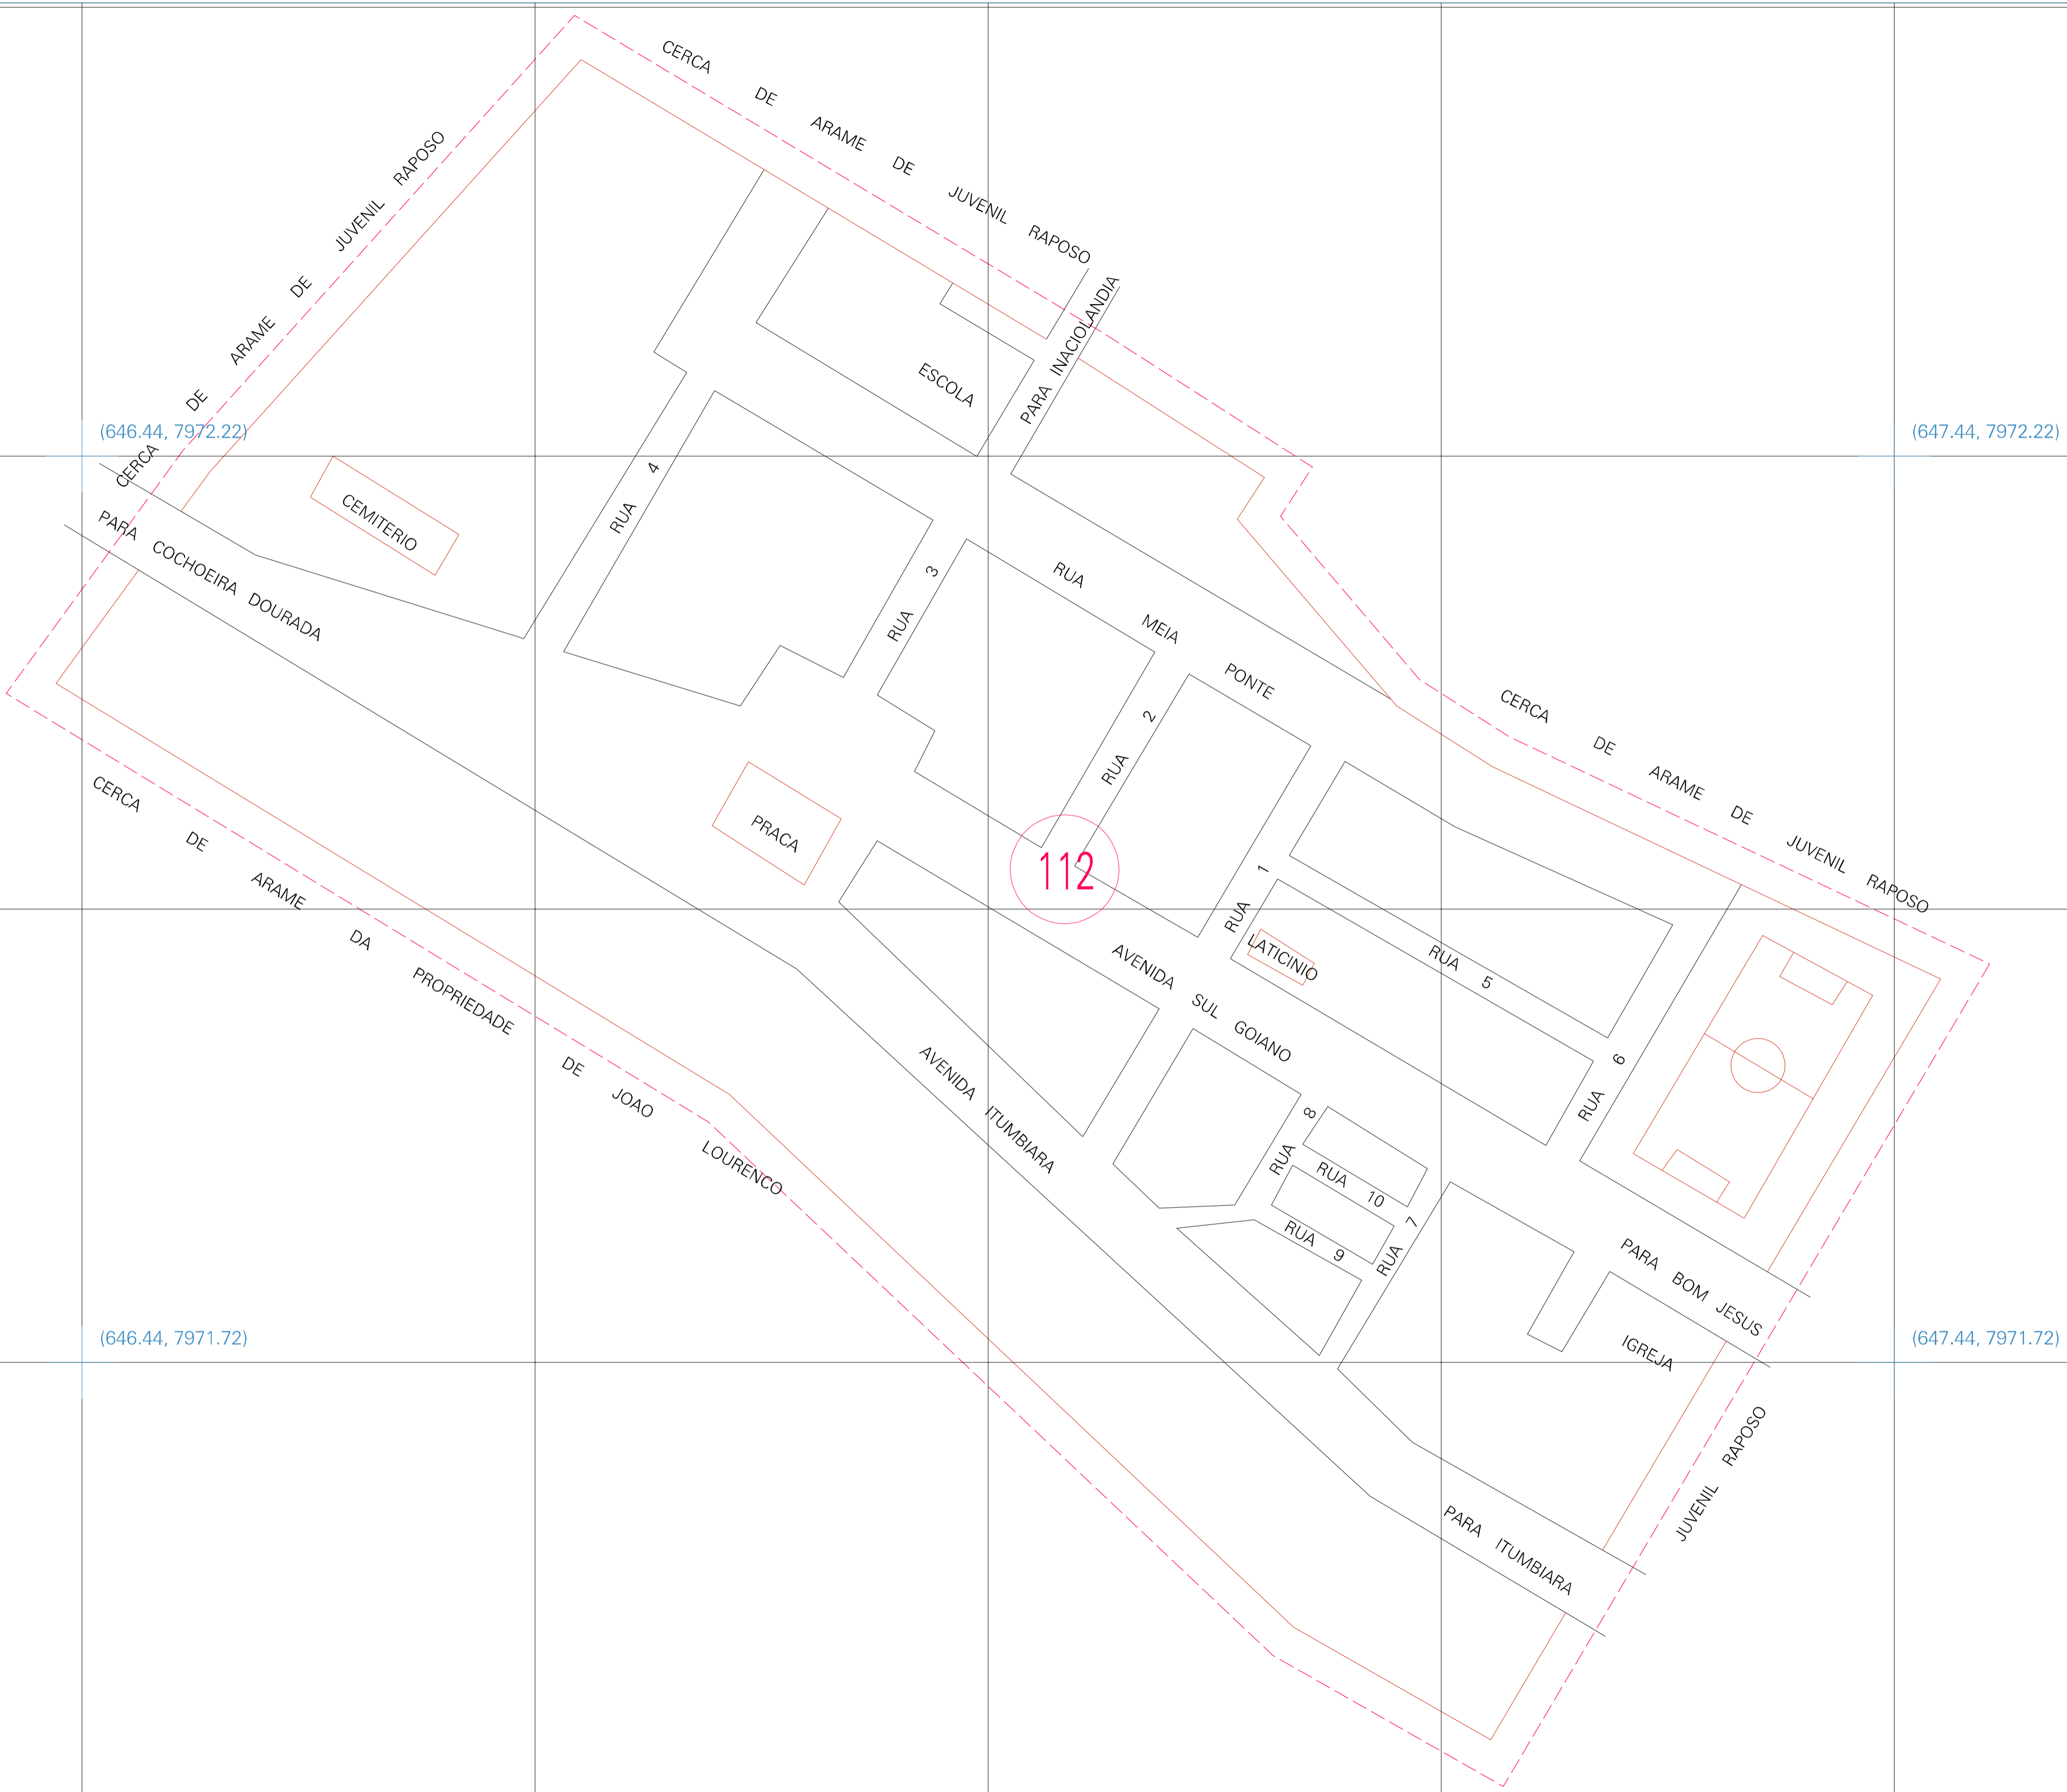 CERCA DE ARAME DE JUVENIL RAPOSO
CERCA DE ARAME DE JUVENIL RAPOSO
PARA INACIOLANDIA
ESCOLA
(646.44, 7972.22)
(647.44, 7972.22)
RUA 4
CEMITERIO
PARA COCHOEIRA DOURADA
RUA 3
RUA MEIA PONTE
RUA 2
CERCA DE ARAME DE JUVENIL RAPOSO
CERCA DE ARAME DA PROPRIEDADE DE JOAO LOURENCO
PRACA
112
RUA 1
LATICINIO
RUA 5
AVENIDA SUL GOIANO
RUA 6
AVENIDA ITUMBIARA
RUA 8
RUA 10
RUA 7
RUA 9
PARA BOM JESUS
IGREJA
(646.44, 7971.72)
(647.44, 7971.72)
JUVENIL RAPOSO
PARA ITUMBIARA